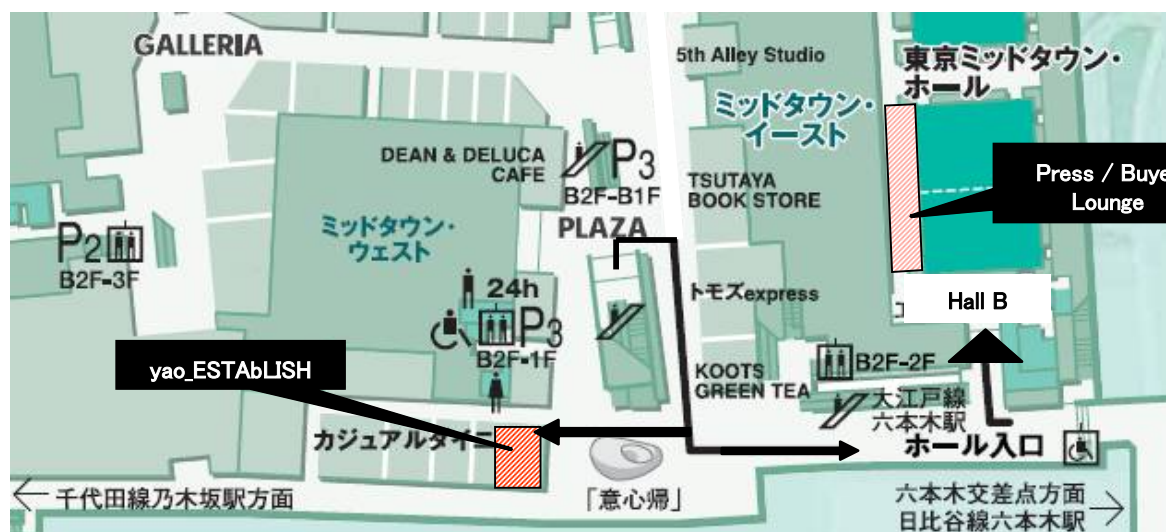 GALLERIA
5th Alley Studio
東京ミッドタウン・
ホール
ミッドタウン・
イースト
DEAN & DELUCA
CAFE
P3
B2F-B1F
TSUTAYA
BOOK STORE
Press / Buye
Lounge
PLAZA
ミッドタウン・
ウェスト
P2
B2F-3F
24h
P3
B2F-1F
トモズexpress
Hall B
yao_ESTAbLISH
KOOTS
GREEN TEA
B2F-2F
大江戸線
六本木駅
カジュアルダイニ
ホール入口
「意心帰」
千代田線乃木坂駅方面
六本木交差点方面
日比谷線六本木駅